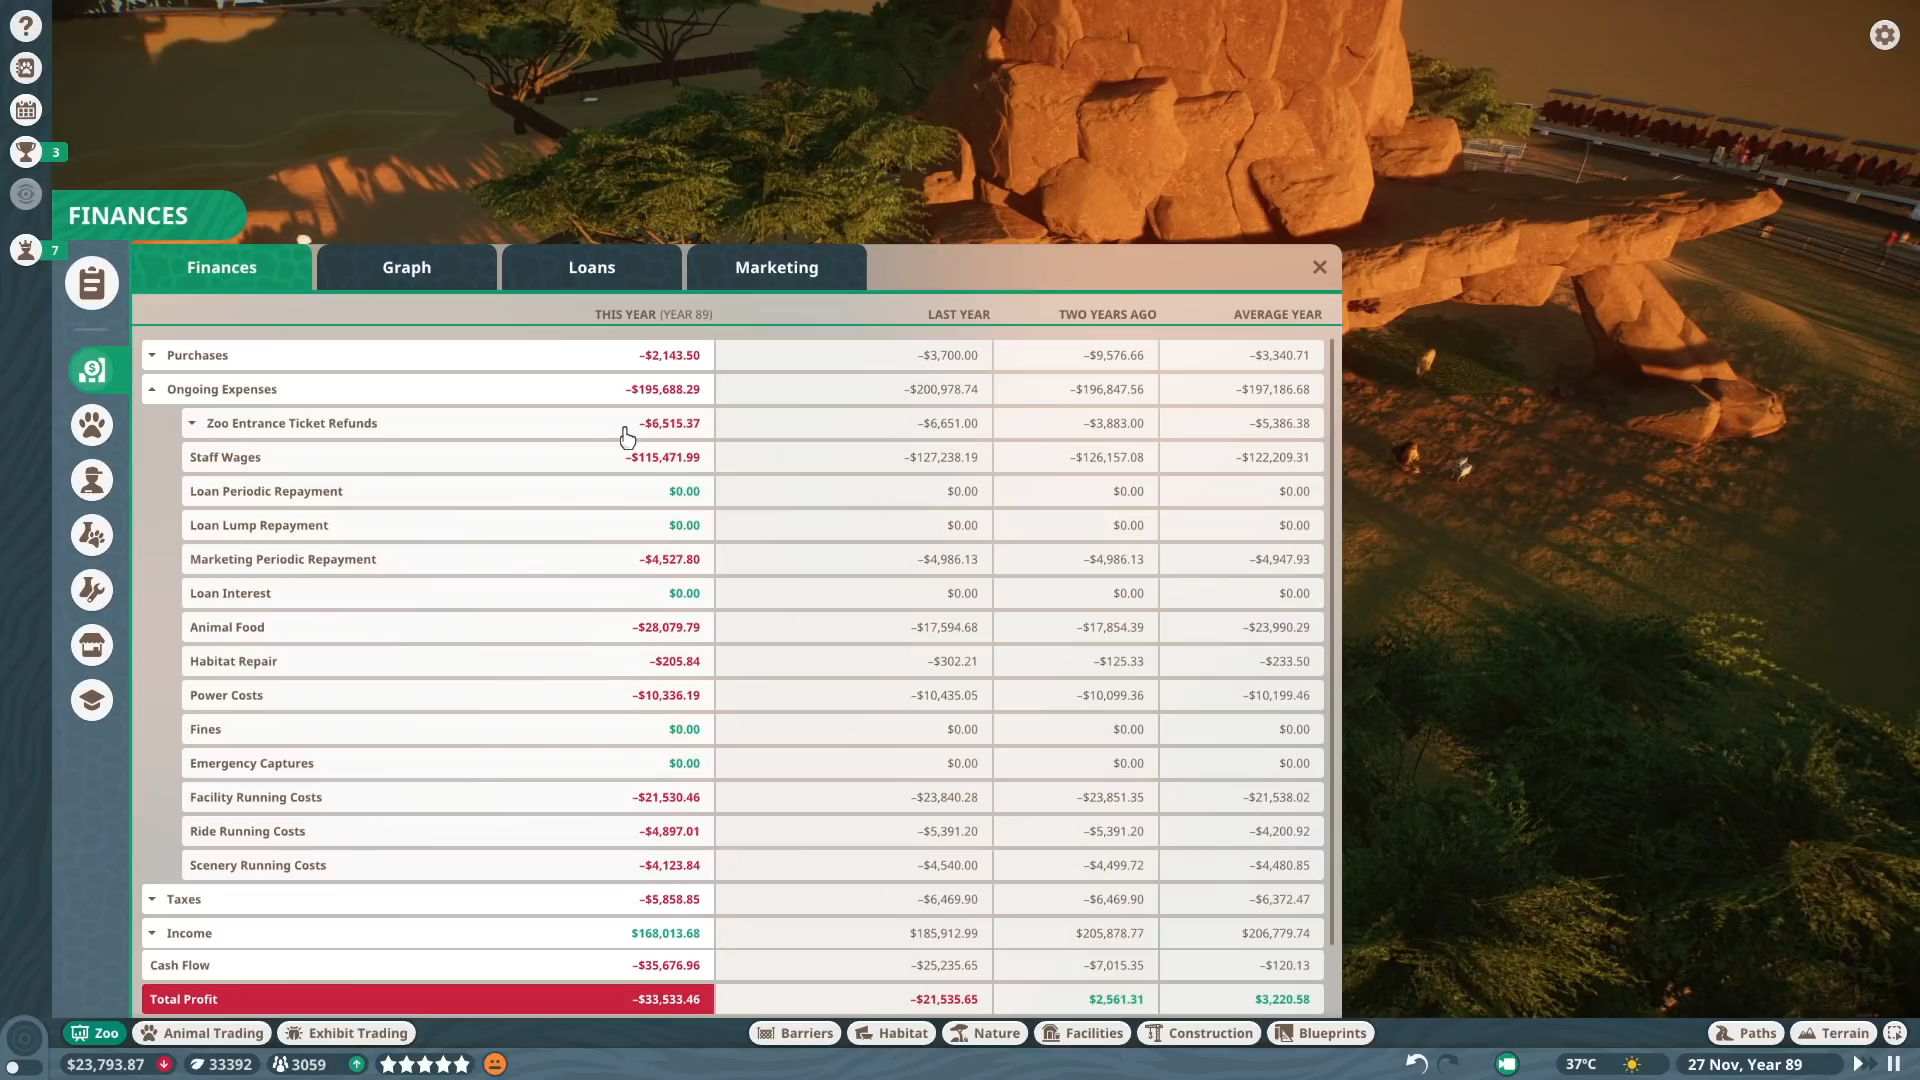 ?
3
7
FINANCES
Finances Graph Loans Marketing
THIS YEAR (YEAR 89) LAST YEAR TWO YEARS AGO AVERAGE YEAR
Purchases –$2,143.50 –$3,700.00 –$9,576.66 –$3,340.71
Ongoing Expenses –$195,688.29 –$200,978.74 –$196,847.56 –$197,186.68
Zoo Entrance Ticket Refunds –$6,515.37 –$6,651.00 –$3,883.00 –$5,386.38
Staff Wages –$115,471.99 –$127,238.19 –$126,157.08 –$122,209.31
Loan Periodic Repayment $0.00 $0.00 $0.00 $0.00
Loan Lump Repayment $0.00 $0.00 $0.00 $0.00
Marketing Periodic Repayment –$4,527.80 –$4,986.13 –$4,986.13 –$4,947.93
Loan Interest $0.00 $0.00 $0.00 $0.00
Animal Food –$28,079.79 –$17,594.68 –$17,854.39 –$23,990.29
Habitat Repair –$205.84 –$302.21 –$125.33 –$233.50
Power Costs –$10,336.19 –$10,435.05 –$10,099.36 –$10,199.46
Fines $0.00 $0.00 $0.00 $0.00
Emergency Captures $0.00 $0.00 $0.00 $0.00
Facility Running Costs –$21,530.46 –$23,840.28 –$23,851.35 –$21,538.02
Ride Running Costs –$4,897.01 –$5,391.20 –$5,391.20 –$4,200.92
Scenery Running Costs –$4,123.84 –$4,540.00 –$4,499.72 –$4,480.85
Taxes –$5,858.85 –$6,469.90 –$6,469.90 –$6,372.47
Income $168,013.68 $185,912.99 $205,878.77 $206,779.74
Cash Flow –$35,676.96 –$25,235.65 –$7,015.35 –$120.13
Total Profit –$33,533.46 –$21,535.65 $2,561.31 $3,220.58
Zoo Animal Trading Exhibit Trading Barriers Habitat Nature Facilities Construction Blueprints Paths Terrain
$23,793.87 33392 3059 37°C 27 Nov, Year 89